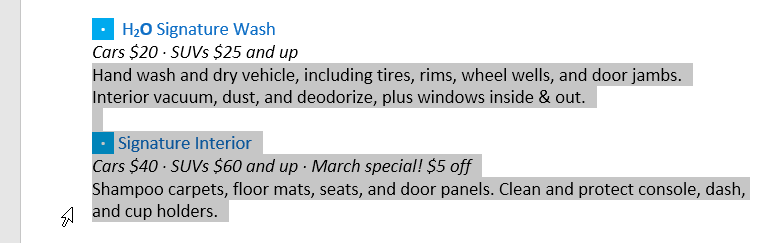 · H₂O Signature Wash
Cars $20 · SUVs $25 and up
Hand wash and dry vehicle, including tires, rims, wheel wells, and door jambs.
Interior vacuum, dust, and deodorize, plus windows inside & out.
· Signature Interior
Cars $40 · SUVs $60 and up · March special! $5 off
Shampoo carpets, floor mats, seats, and door panels. Clean and protect console, dash,
and cup holders.